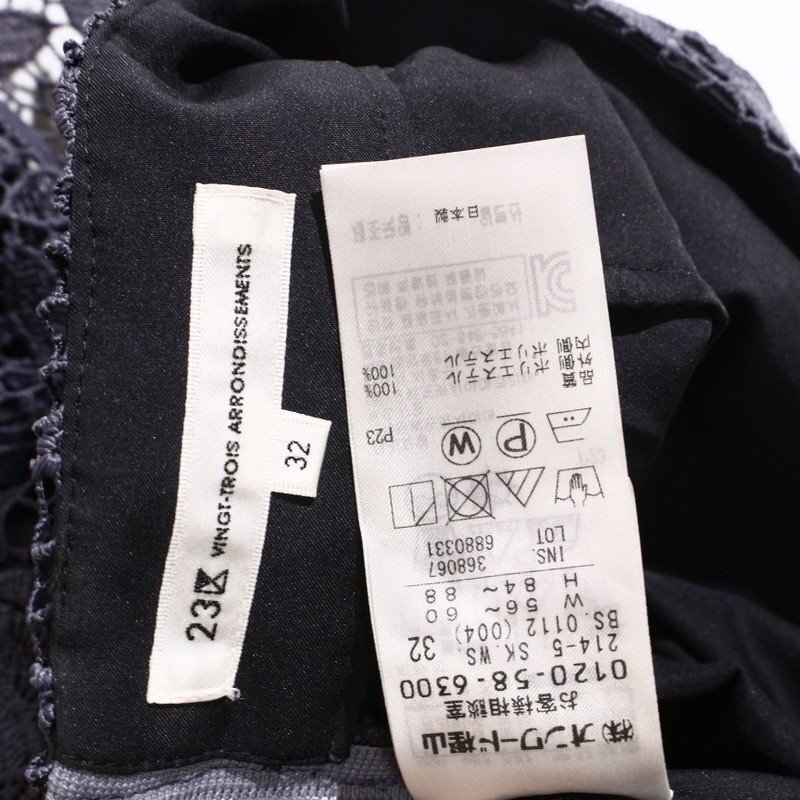 23区 VINGT-TROIS ARRONDISSEMENTS
32
㈱オンワード樫山
お客様相談室
0120-58-6300
214-5 SK.WS. 32
BS.0112 (004)
W 56~ 60
H 84~ 88
INS. 368067
LOT 6880331
P W P23
品質
外側 ポリエステル 100%
内側 ポリエステル 100%
日本製